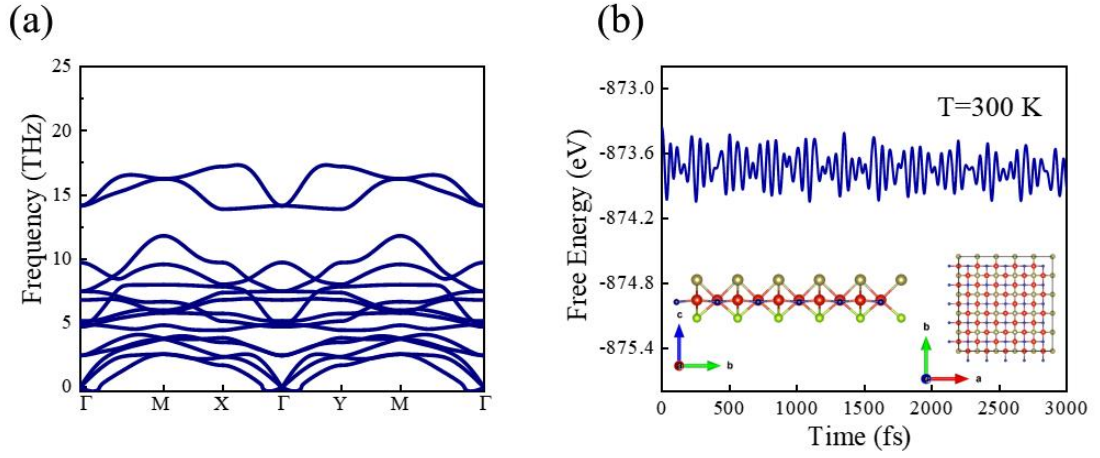 (a)
(b)
25
20
15
10
5
0
Frequency (THz)
Γ M X Γ Y M Γ
-873.0
-873.6
-874.2
-874.8
-875.4
Free Energy (eV)
T=300 K
c
b
b
a
0 500 1000 1500 2000 2500 3000
Time (fs)